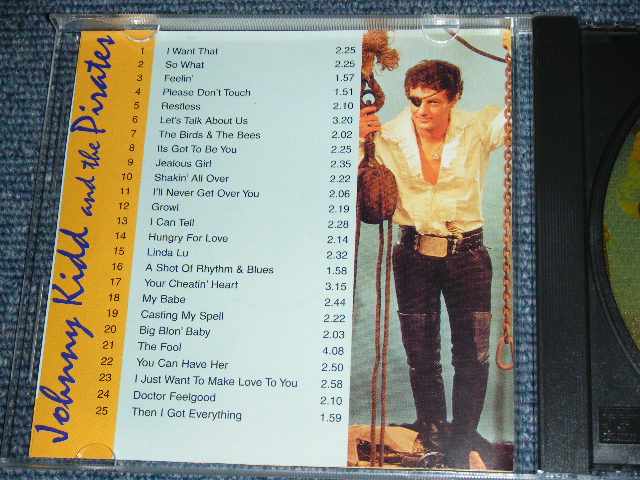 Johnny Kidd and the Pirates
1 I Want That 2.25
2 So What 2.25
3 Feelin' 1.57
4 Please Don't Touch 1.51
5 Restless 2.10
6 Let's Talk About Us 3.20
7 The Birds & The Bees 2.02
8 Its Got To Be You 2.25
9 Jealous Girl 2.35
10 Shakin' All Over 2.22
11 I'll Never Get Over You 2.06
12 Growl 2.19
13 I Can Tell 2.28
14 Hungry For Love 2.14
15 Linda Lu 2.32
16 A Shot Of Rhythm & Blues 1.58
17 Your Cheatin' Heart 3.15
18 My Babe 2.44
19 Casting My Spell 2.22
20 Big Blon' Baby 2.03
21 The Fool 4.08
22 You Can Have Her 2.50
23 I Just Want To Make Love To You 2.58
24 Doctor Feelgood 2.10
25 Then I Got Everything 1.59